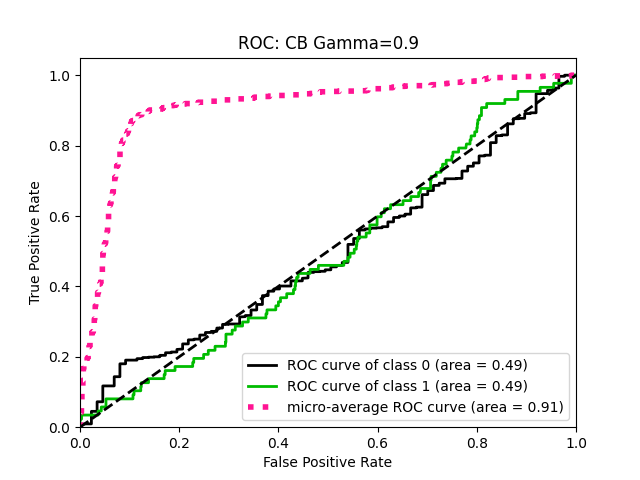 ROC: CB Gamma=0.9
True Positive Rate
1.0
0.8
0.6
0.4
0.2
0.0
ROC curve of class 0 (area = 0.49)
ROC curve of class 1 (area = 0.49)
micro-average ROC curve (area = 0.91)
0.0 0.2 0.4 0.6 0.8 1.0
False Positive Rate